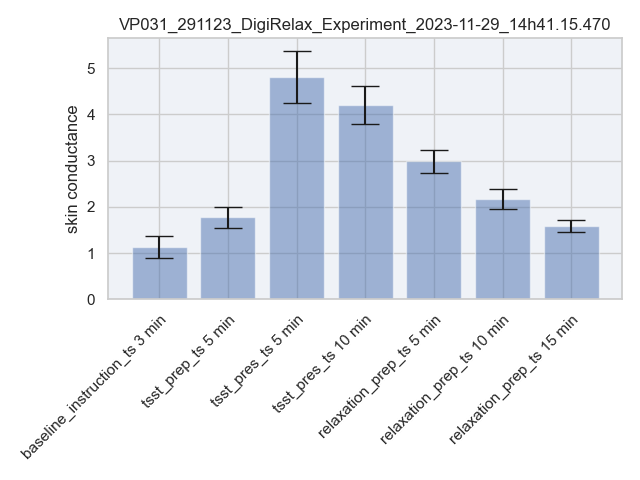 VP031_291123_DigiRelax_Experiment_2023-11-29_14h41.15.470
skin conductance
5
4
3
2
1
0
baseline_instruction_ts 3 min
tsst_prep_ts 5 min
tsst_pres_ts 5 min
tsst_pres_ts 10 min
relaxation_prep_ts 5 min
relaxation_prep_ts 10 min
relaxation_prep_ts 15 min